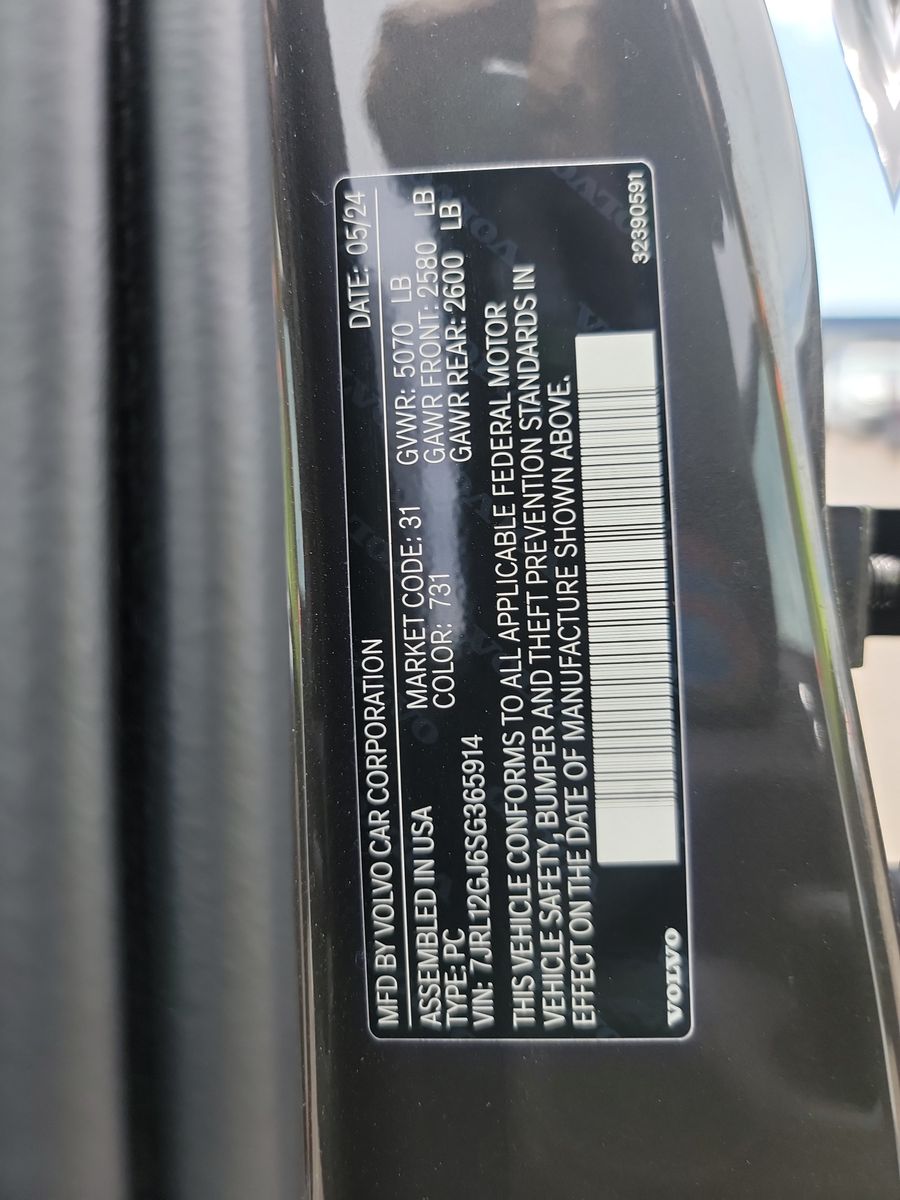 MFD BY VOLVO CAR CORPORATION DATE: 05/24
ASSEMBLED IN USA MARKET CODE: 31 GVWR: 5070 LB
TYPE: PC COLOR: 731 GAWR FRONT: 2580 LB
VIN: 7JRL12GJ6SG365914 GAWR REAR: 2600 LB
THIS VEHICLE CONFORMS TO ALL APPLICABLE FEDERAL MOTOR
VEHICLE SAFETY, BUMPER AND THEFT PREVENTION STANDARDS IN
EFFECT ON THE DATE OF MANUFACTURE SHOWN ABOVE.
VOLVO 32390591